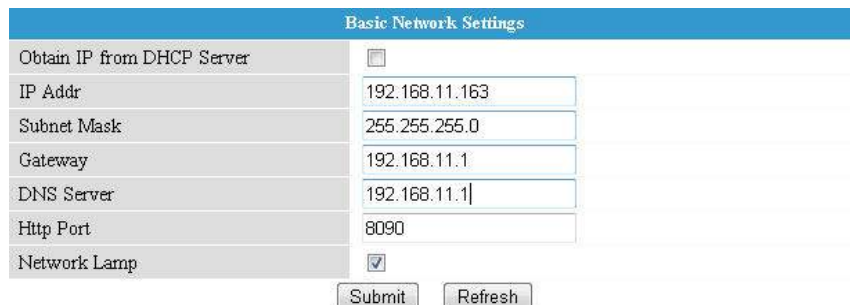 Basic Network Settings
Obtain IP from DHCP Server
IP Addr 192.168.11.163
Subnet Mask 255.255.255.0
Gateway 192.168.11.1
DNS Server 192.168.11.1
Http Port 8090
Network Lamp
Submit Refresh